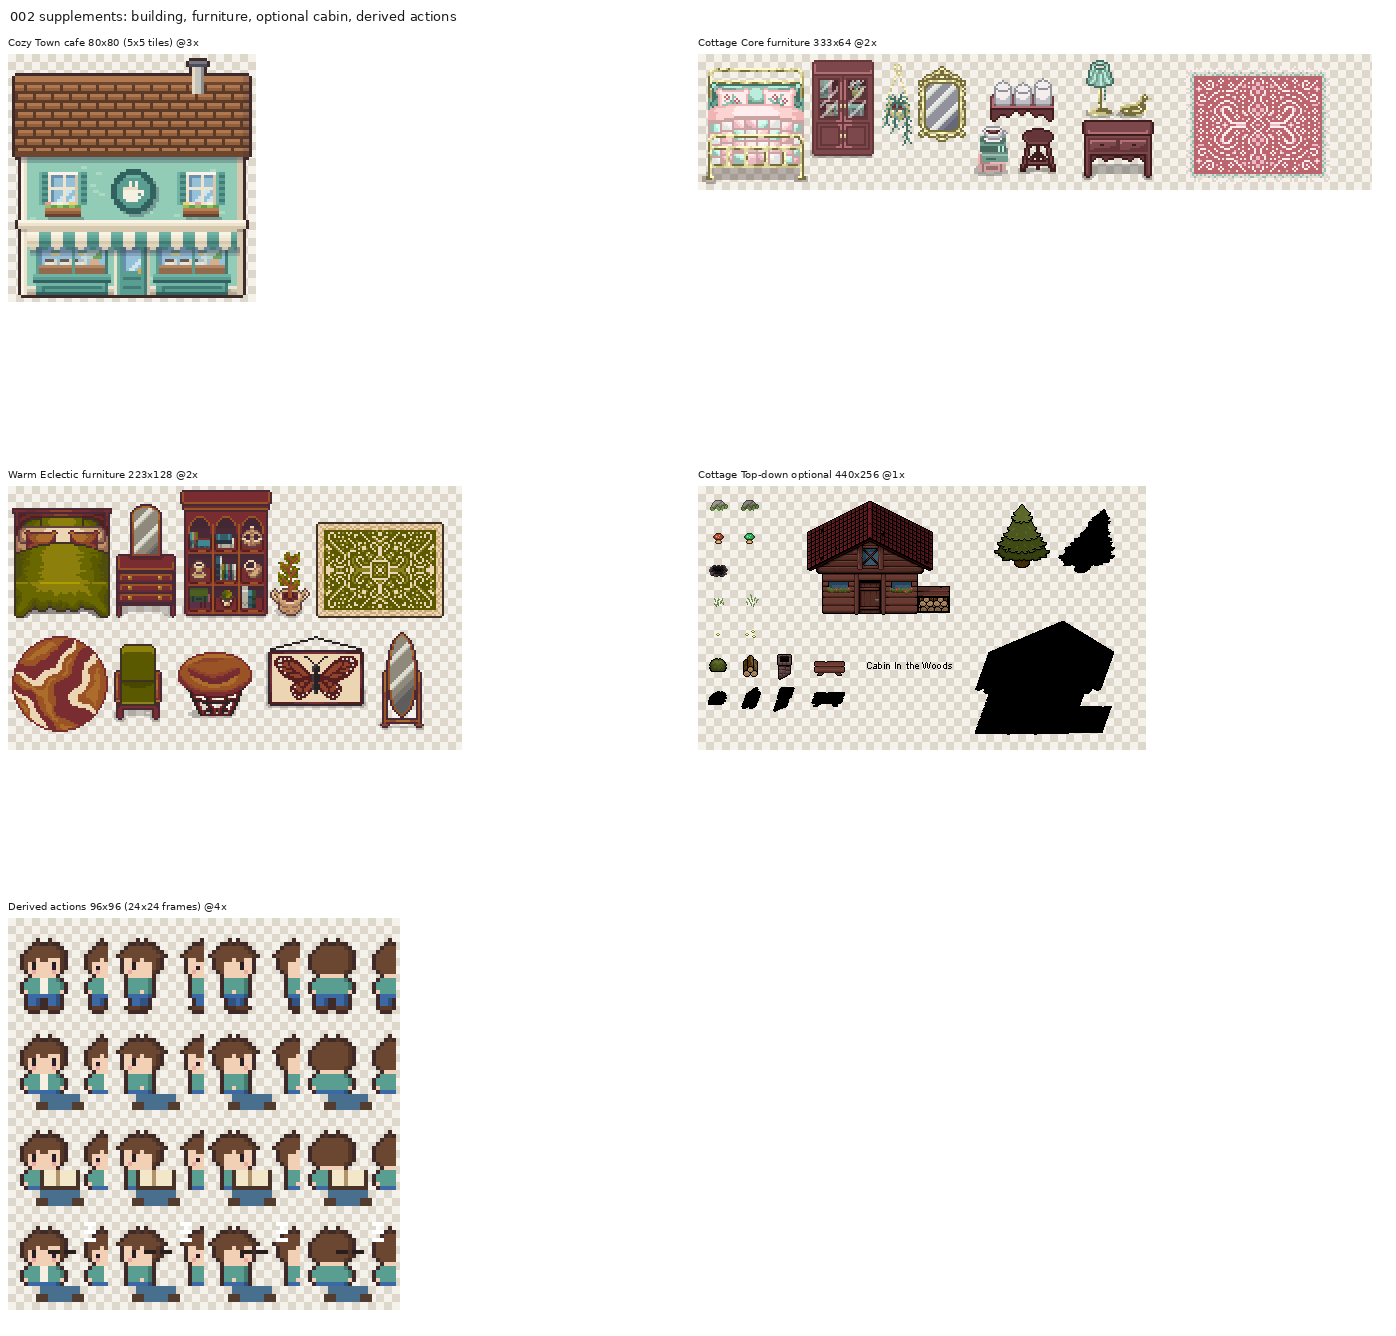 002 supplements: building, furniture, optional cabin, derived actions
Cozy Town cafe 80x80 (5x5 tiles) @3x
Cottage Core furniture 333x64 @2x
Warm Eclectic furniture 223x128 @2x
Cottage Top-down optional 440x256 @1x
Cabin In the Woods
Derived actions 96x96 (24x24 frames) @4x